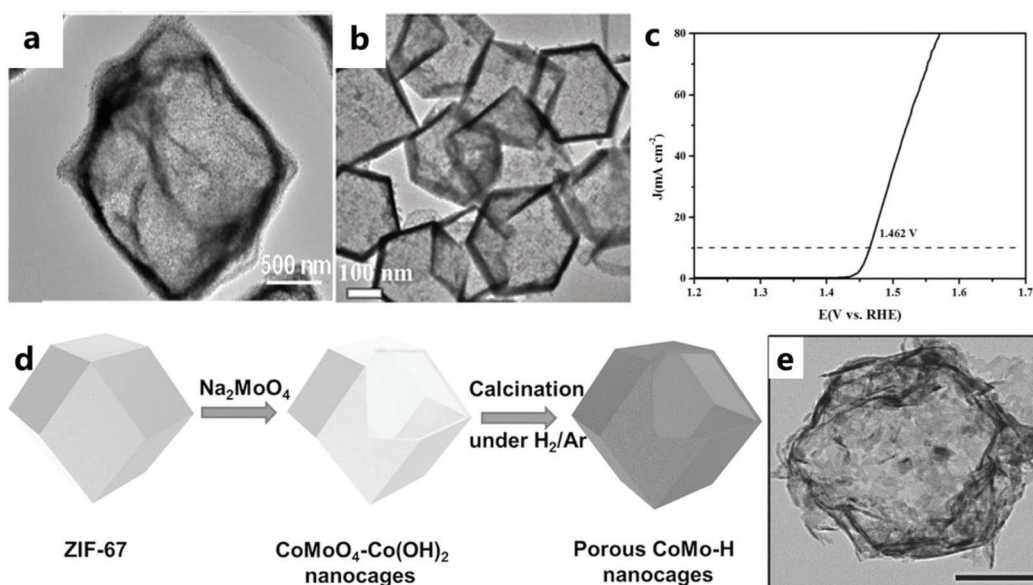 a
500 nm
b
100 nm
c
80
60
40
20
0
J(mA cm⁻²)
1.462 V
1.2 1.3 1.4 1.5 1.6 1.7
E(V vs. RHE)
d
Na₂MoO₄
Calcination
under H₂/Ar
ZIF-67
CoMoO₄-Co(OH)₂
nanocages
Porous CoMo-H
nanocages
e